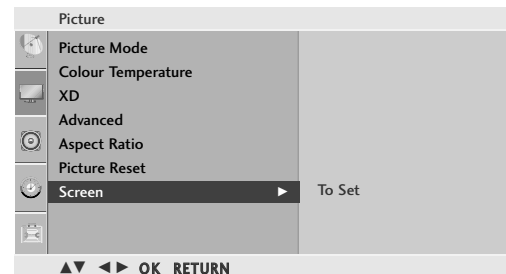 Picture
Picture Mode
Colour Temperature
XD
Advanced
Aspect Ratio
Picture Reset
Screen ► To Set
▲▼ ◄► OK RETURN